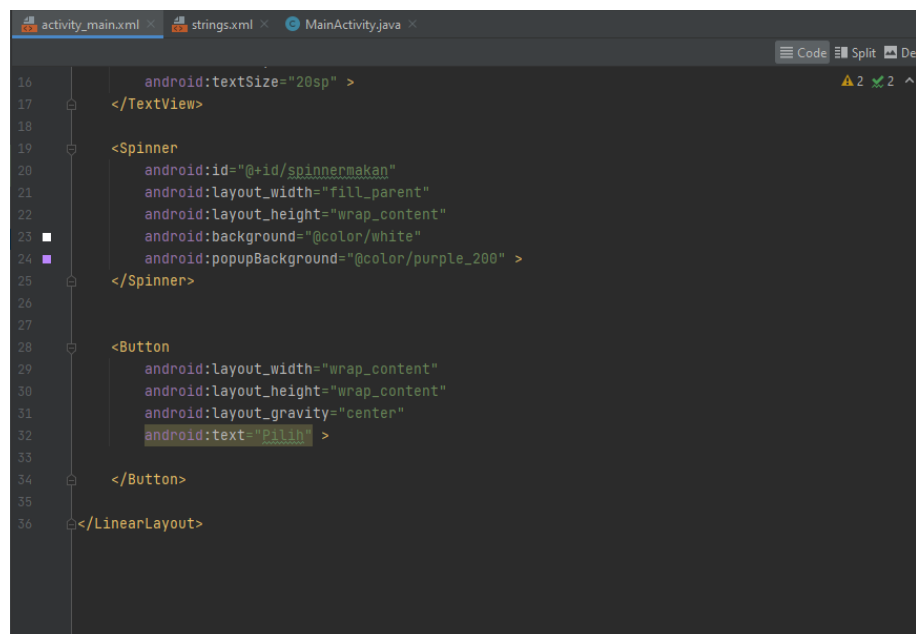 activity_main.xml strings.xml MainActivity.java
Code Split De
16 android:textSize="20sp" > 2 2
17 </TextView>
18
19 <Spinner
20 android:id="@+id/spinnermakan"
21 android:layout_width="fill_parent"
22 android:layout_height="wrap_content"
23 android:background="@color/white"
24 android:popupBackground="@color/purple_200" >
25 </Spinner>
26
27
28 <Button
29 android:layout_width="wrap_content"
30 android:layout_height="wrap_content"
31 android:layout_gravity="center"
32 android:text="Pilih" >
33
34 </Button>
35
36 </LinearLayout>